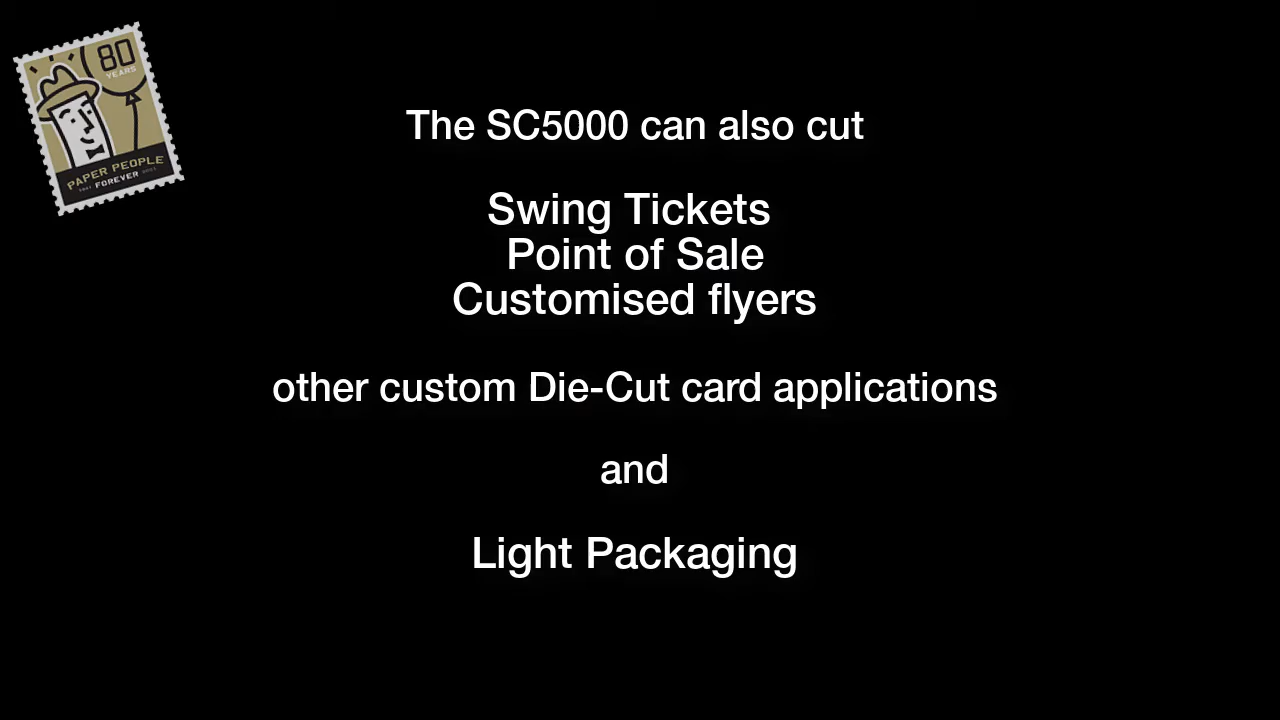 80
YEARS
PAPER PEOPLE
FOREVER
The SC5000 can also cut
Swing Tickets
Point of Sale
Customised flyers
other custom Die-Cut card applications
and
Light Packaging